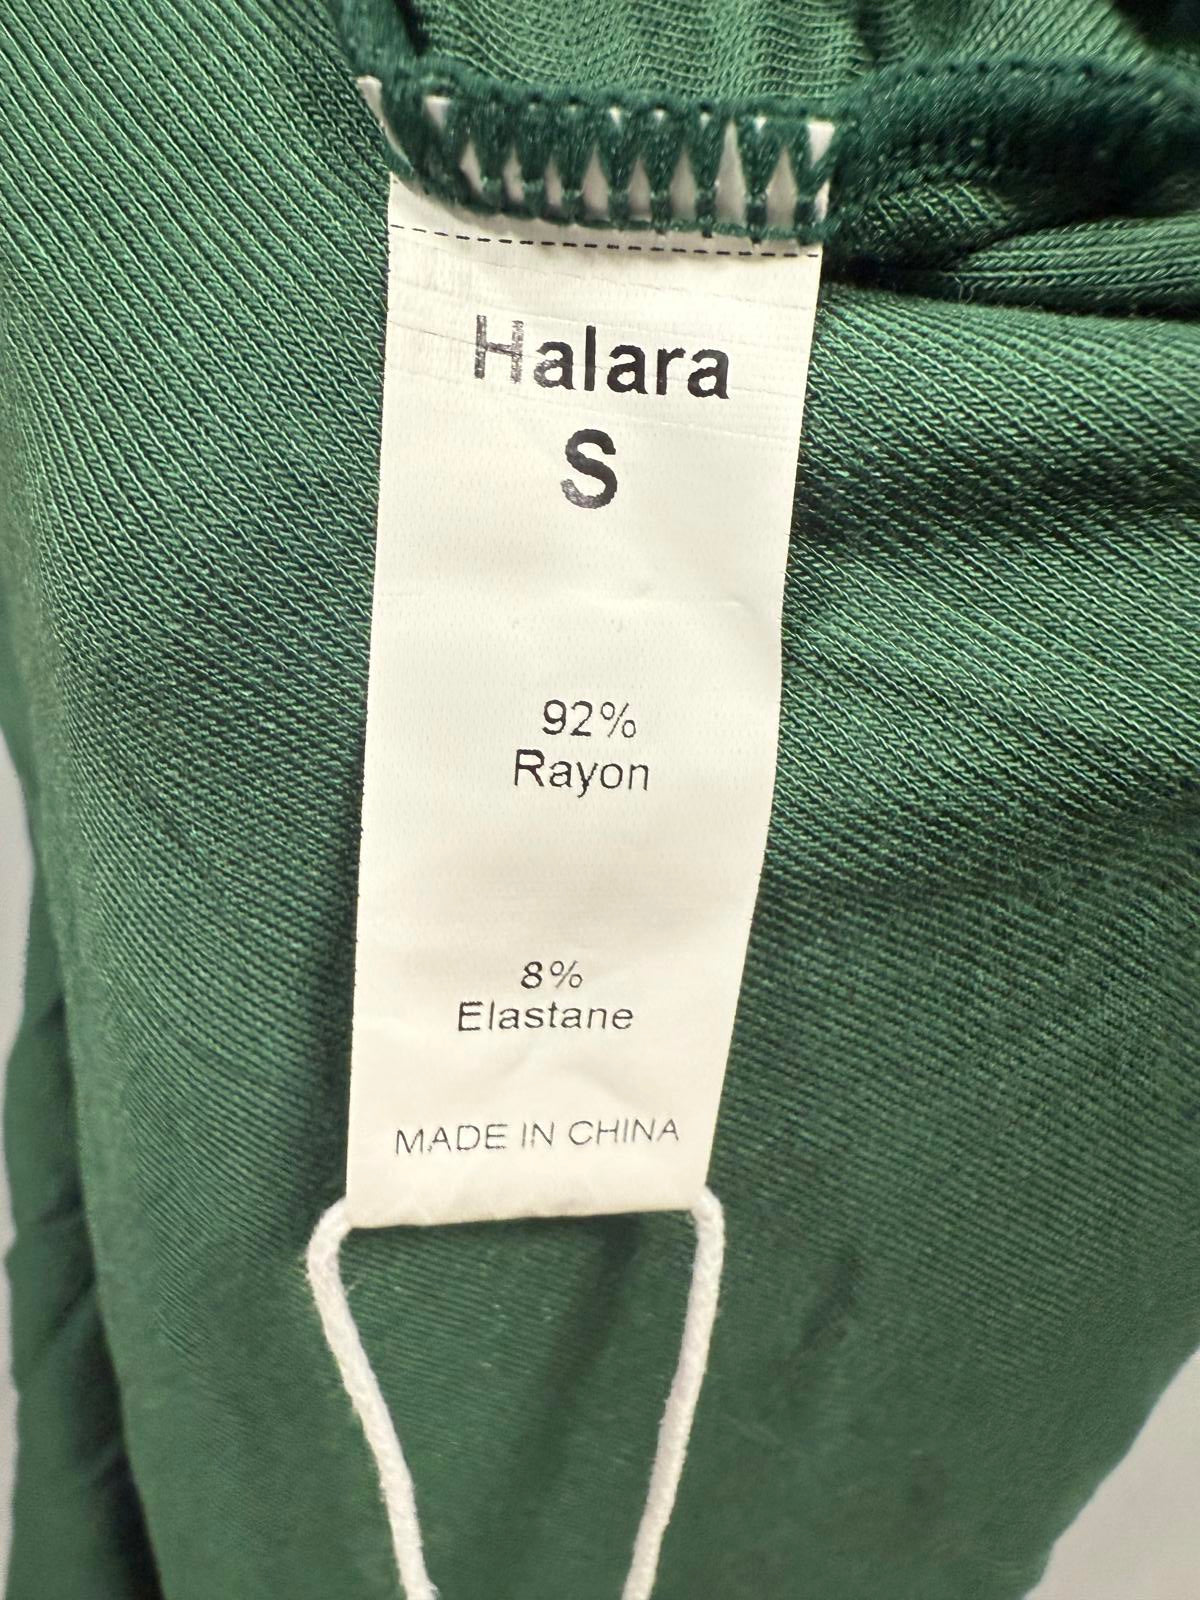 Halara
S
92%
Rayon
8%
Elastane
MADE IN CHINA